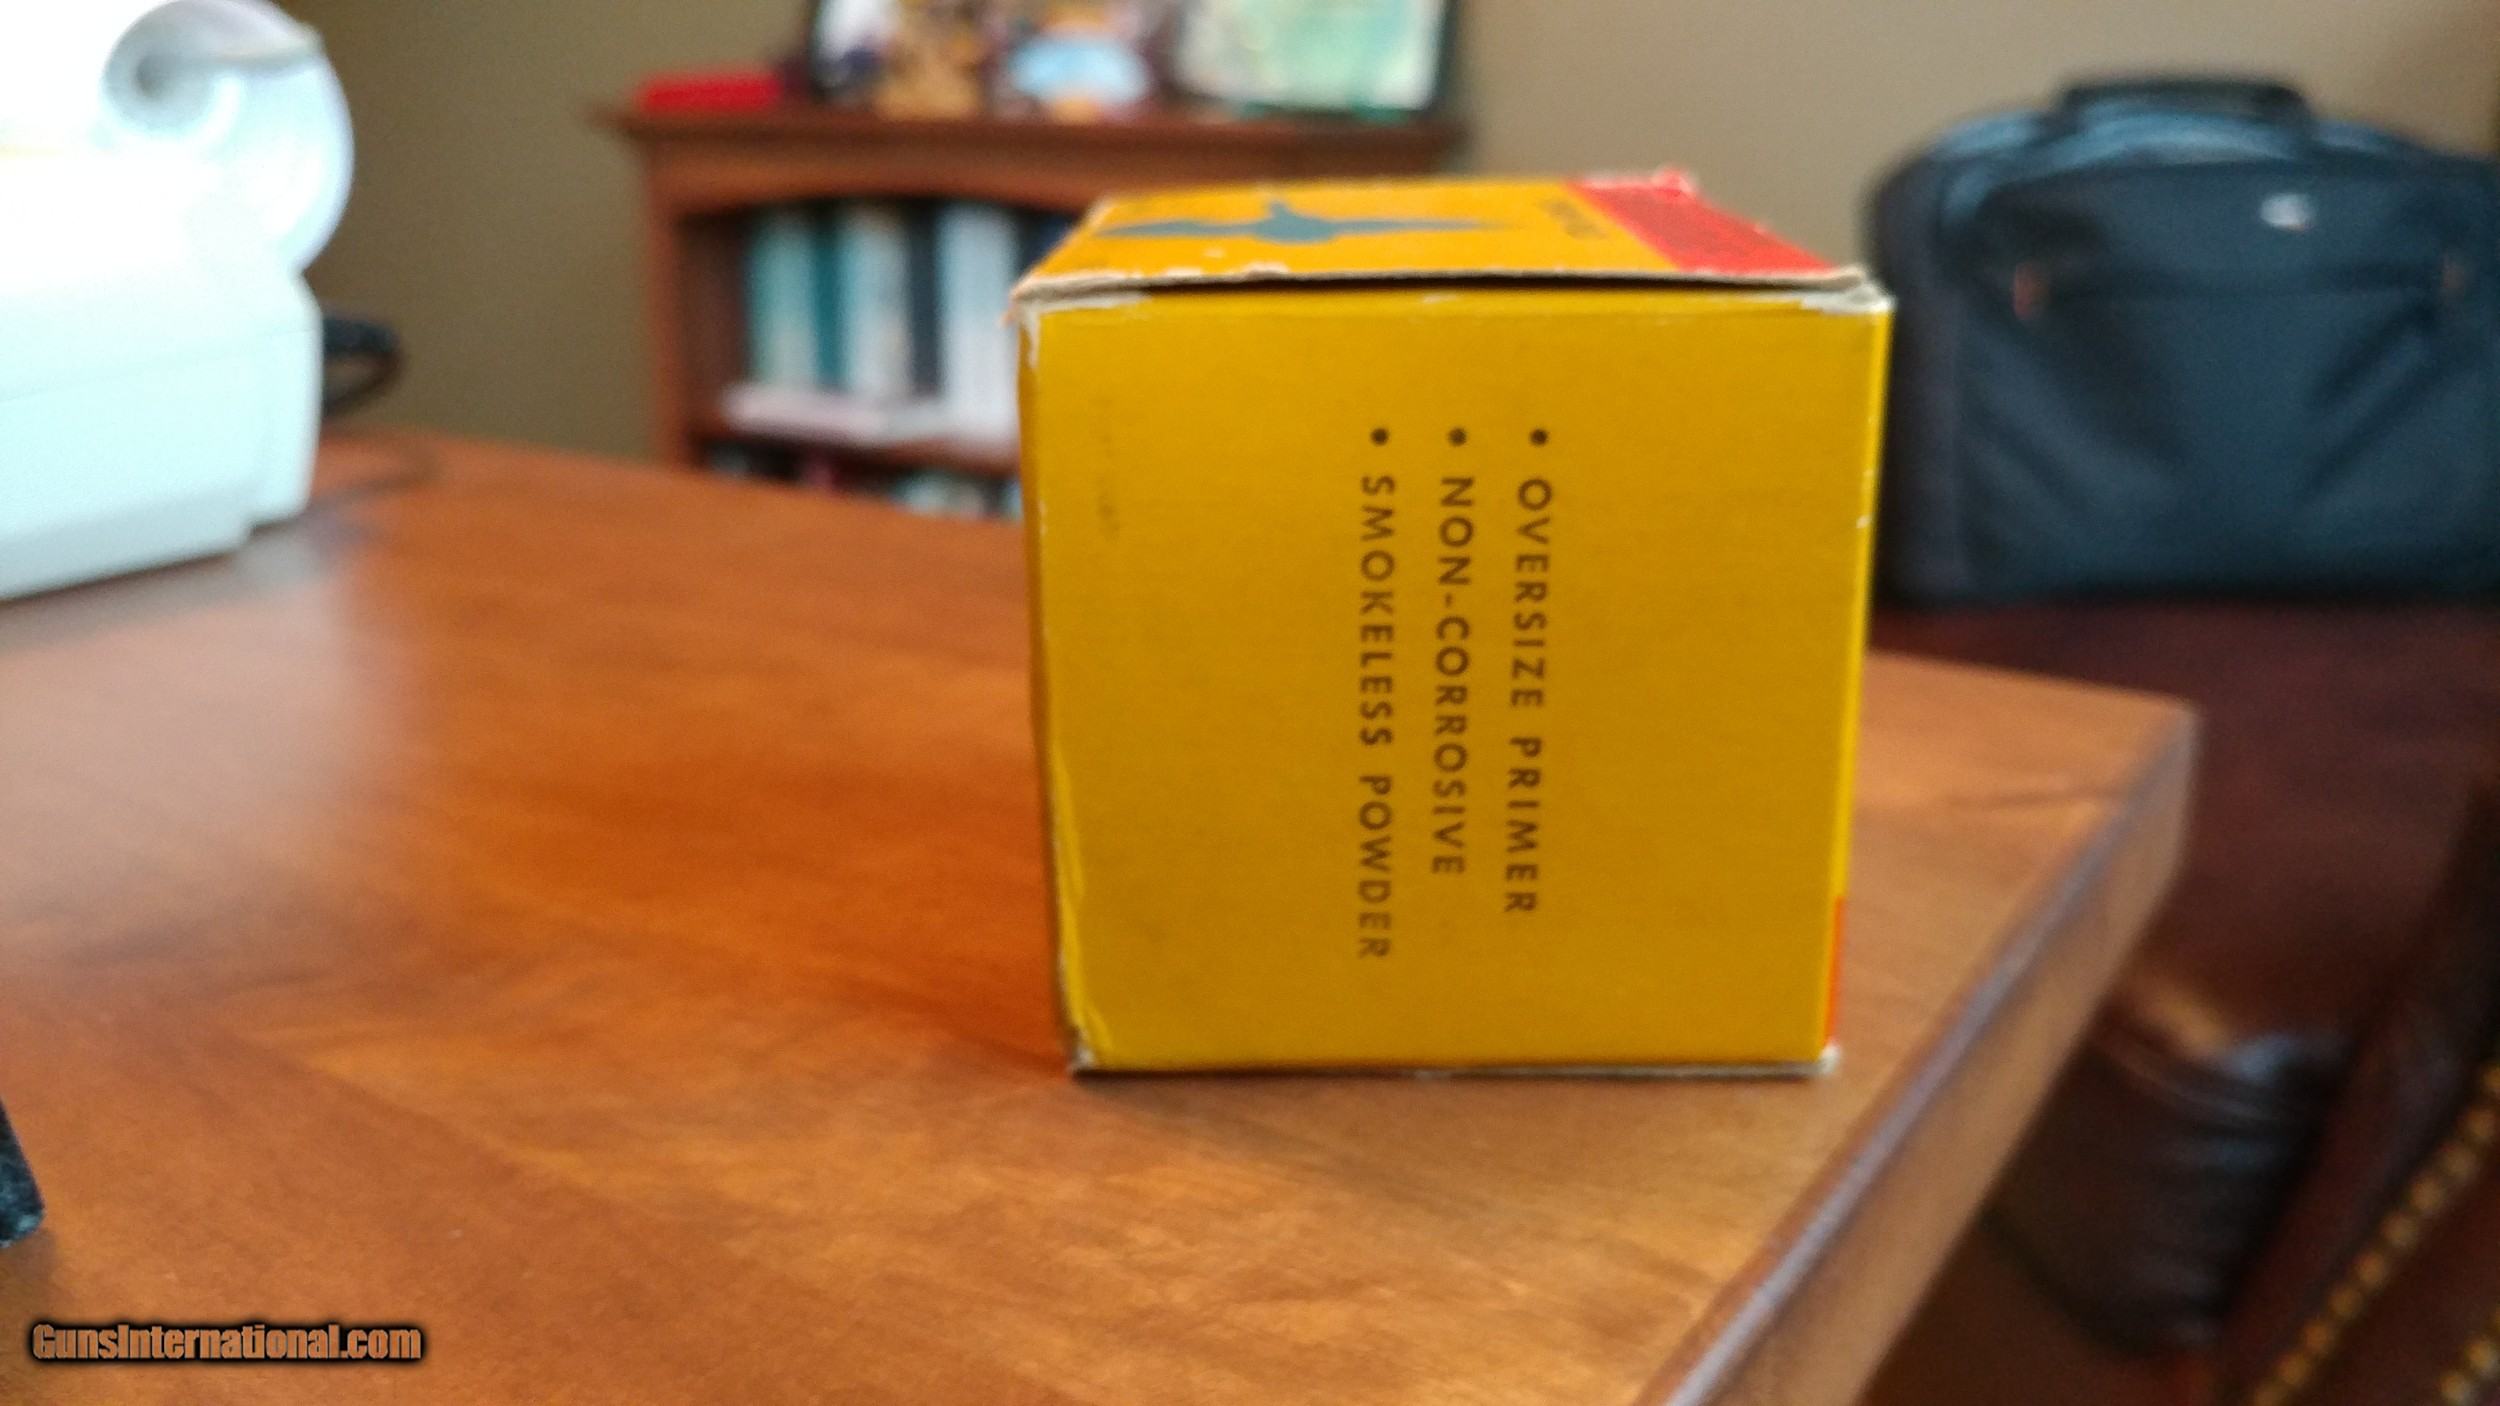 • OVERSIZE PRIMER
• NON-CORROSIVE
• SMOKELESS POWDER
GunsInternational.com